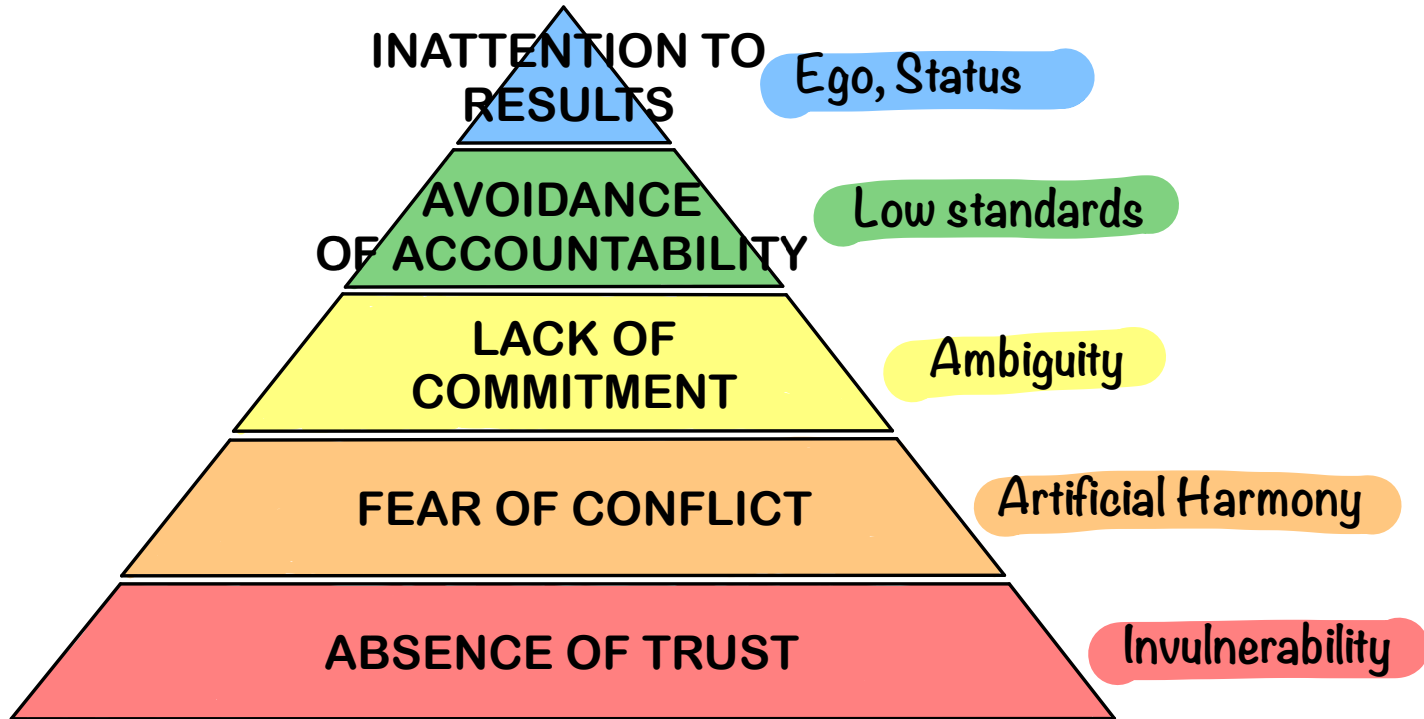 INATTENTION TO
RESULTS
Ego, Status
AVOIDANCE
OF ACCOUNTABILITY
Low standards
LACK OF
COMMITMENT
Ambiguity
FEAR OF CONFLICT
Artificial Harmony
ABSENCE OF TRUST
Invulnerability